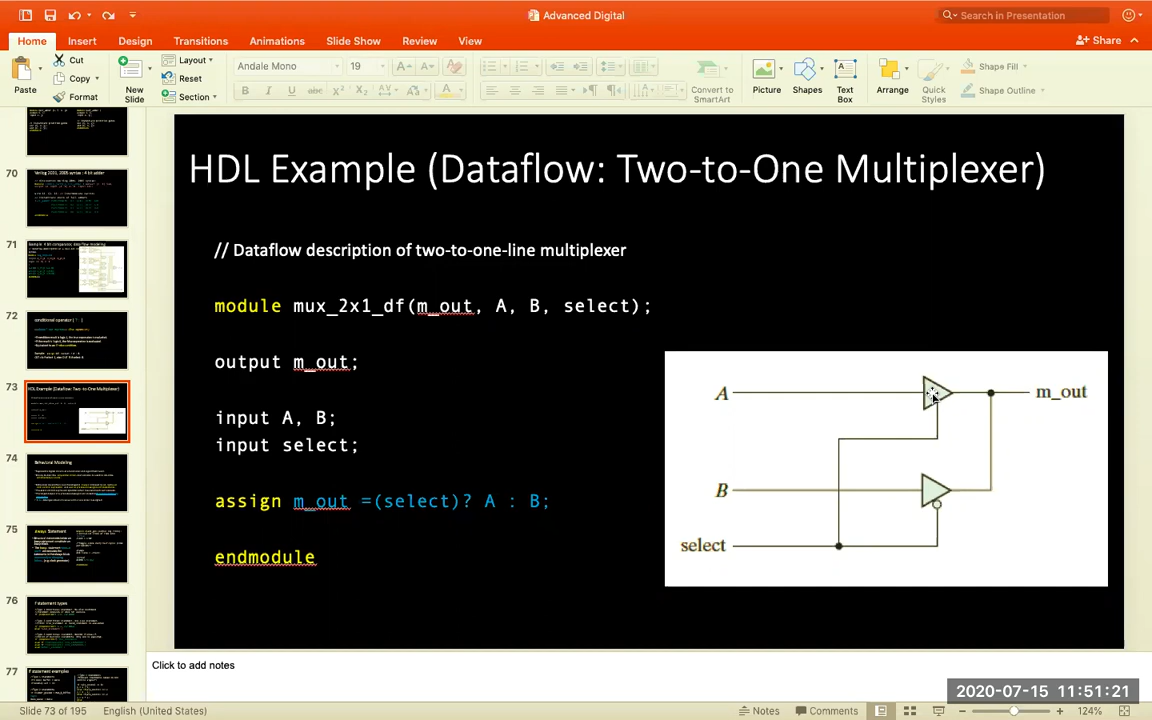 Advanced Digital
Search in Presentation
Home Insert Design Transitions Animations Slide Show Review View
Share
Paste
Cut
Copy
Format
New
Slide
Layout
Reset
Section
Andale Mono 19
Convert to
SmartArt
Picture
Shapes
Text
Box
Arrange
Quick
Styles
Shape Fill
Shape Outline
70
71
72
73
74
75
76
77
Behavioral Modeling
HDL Example (Dataflow: Two-to-One Multiplexer)
// Dataflow description of two-to-one-line multiplexer
module mux_2x1_df(m_out, A, B, select);
output m_out;
input A, B;
input select;
assign m_out =(select)? A : B;
endmodule
A
m_out
B
select
Click to add notes
2020-07-15 11:51:21
Slide 73 of 195
English (United States)
Notes
Comments
124%